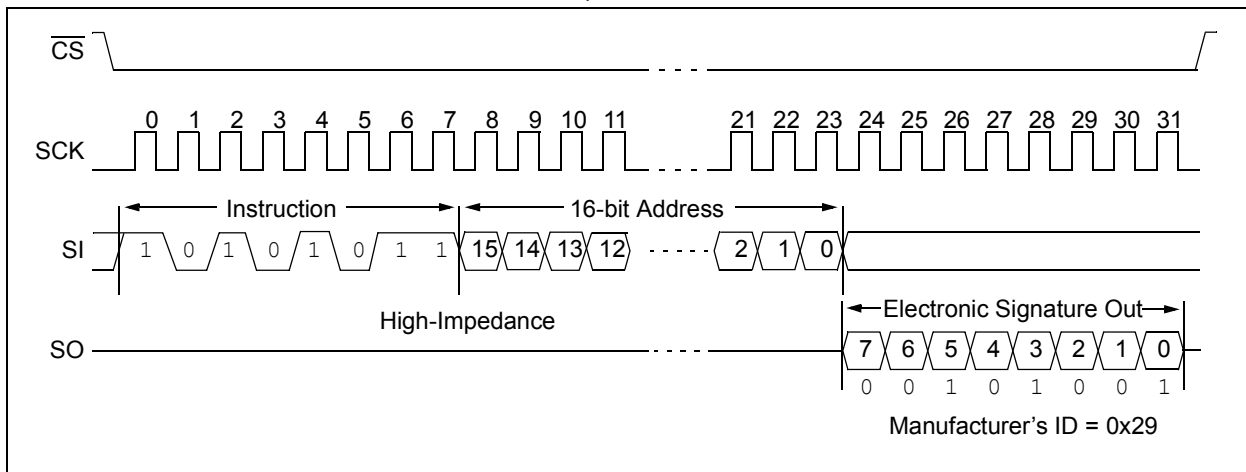 CS
0 1 2 3 4 5 6 7 8 9 10 11 21 22 23 24 25 26 27 28 29 30 31
SCK
Instruction 16-bit Address
SI 1 0 1 0 1 0 1 1 15 14 13 12 2 1 0
Electronic Signature Out
High-Impedance
SO 7 6 5 4 3 2 1 0
0 0 1 0 1 0 0 1
Manufacturer's ID = 0x29